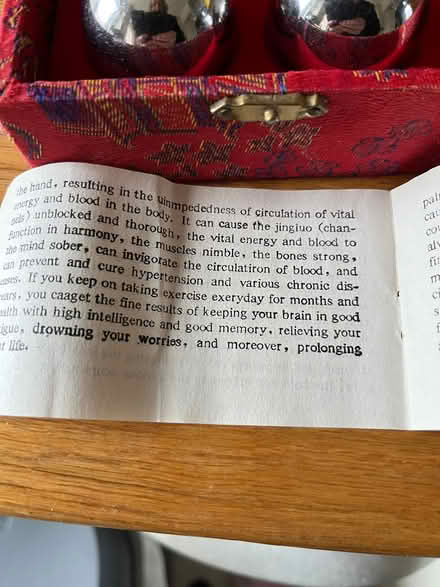 the hand, resulting in the uinmpededness of circulation of vital
energy and blood in the body. It can cause the jingiuo (chan-
nels) unblocked and thorough, the vital energy and blood to
function in harmony, the muscles nimble, the bones strong,
the mind sober, can invigorate the circulatiron of blood, and
can prevent and cure hypertension and various chronic dis-
eases. If you keep on taking exercise exeryday for months and
years, you caaget the fine results of keeping your brain in good
health with high intelligence and good memory, relieving your
tigue, drowning your worries, and moreover, prolonging
r life.